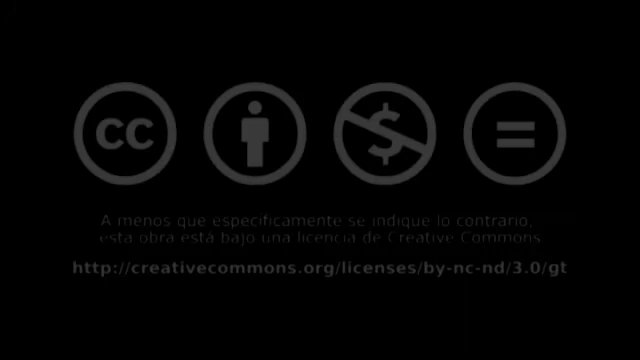 cc
A menos que especificamente se indique lo contrario,
esta obra está bajo una licencia de Creative Commons
http://creativecommons.org/licenses/by-nc-nd/3.0/gt